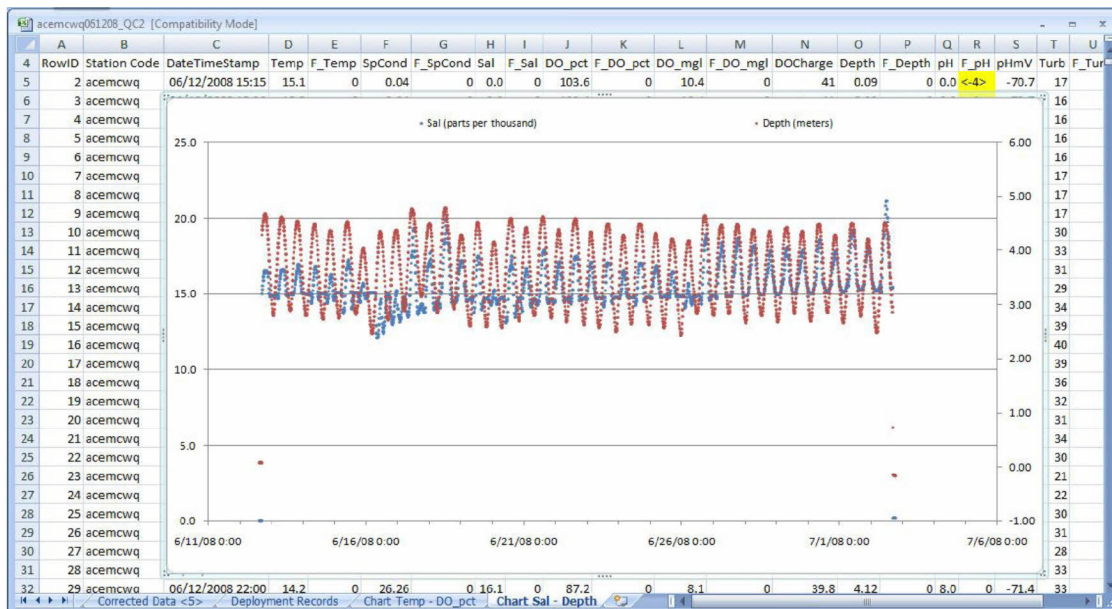 acemcwq061208_QC2 [Compatibility Mode]
A B C D E F G H I J K L M N O P Q R S T U
4 RowID Station Code DateTimeStamp Temp F_Temp SpCond F_SpCond Sal F_Sal DO_pct F_DO_pct DO_mgl F_DO_mgl DOCharge Depth F_Depth pH F_pH pHmV Turb F_Tur
5 2 acemcwq 06/12/2008 15:15 15.1 0 0.04 0 0.0 0 103.6 0 10.4 0 41 0.09 0 0.0 <-4> -70.7 17
6 3 acemcwq 16
7 4 acemcwq 16
8 5 acemcwq 16
9 6 acemcwq 16
10 7 acemcwq 17
11 8 acemcwq 17
12 9 acemcwq 17
13 10 acemcwq 30
14 11 acemcwq 33
15 12 acemcwq 31
16 13 acemcwq 29
17 14 acemcwq 34
18 15 acemcwq 39
19 16 acemcwq 40
20 17 acemcwq 39
21 18 acemcwq 36
22 19 acemcwq 32
23 20 acemcwq 31
24 21 acemcwq 34
25 22 acemcwq 30
26 23 acemcwq 21
27 24 acemcwq 22
28 25 acemcwq 30
29 26 acemcwq 31
30 27 acemcwq 28
31 28 acemcwq 33
32 29 acemcwq 06/12/2008 22:00 14.2 0 26.26 0 16.1 0 87.2 0 8.1 0 39.8 4.12 0 8.0 0 -71.4 33
Sal (parts per thousand) Depth (meters)
25.0 6.00
5.00
20.0
4.00
15.0 3.00
2.00
10.0
1.00
5.0
0.00
0.0 -1.00
6/11/08 0:00 6/16/08 0:00 6/21/08 0:00 6/26/08 0:00 7/1/08 0:00 7/6/08 0:00
Corrected Data <5> Deployment Records Chart Temp - DO_pct Chart Sal - Depth